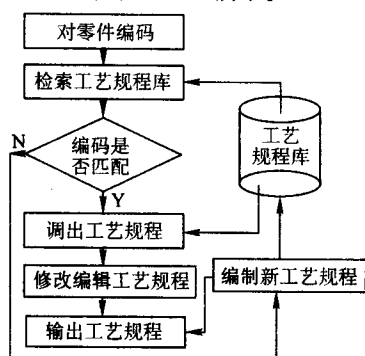 对零件编码
检索工艺规程库
N
编码是
否匹配
工艺
规程库
Y
调出工艺规程
修改编辑工艺规程
编制新工艺规程
输出工艺规程